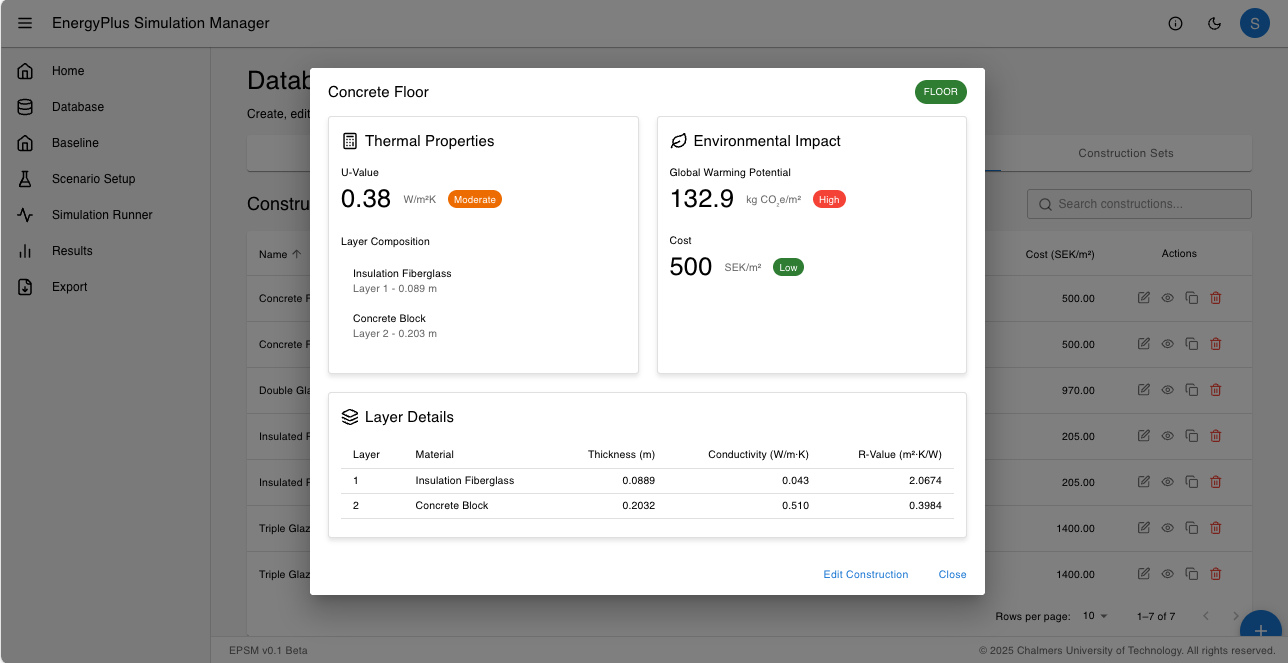 EnergyPlus Simulation Manager
S
Home
Database
Baseline
Scenario Setup
Simulation Runner
Results
Export
Create, edit
Construction Sets
Search constructions...
Name
Cost (SEK/m²)
Actions
Concrete F
500.00
Concrete F
500.00
Double Gla
970.00
Insulated F
205.00
Insulated F
205.00
Triple Glaz
1400.00
Triple Glaz
1400.00
Rows per page: 10
1–7 of 7
Concrete Floor
FLOOR
Thermal Properties
U-Value
0.38 W/m²K Moderate
Layer Composition
Insulation Fiberglass
Layer 1 - 0.089 m
Concrete Block
Layer 2 - 0.203 m
Environmental Impact
Global Warming Potential
132.9 kg CO₂e/m² High
Cost
500 SEK/m² Low
Layer Details
Layer Material Thickness (m) Conductivity (W/m·K) R-Value (m²·K/W)
1 Insulation Fiberglass 0.0889 0.043 2.0674
2 Concrete Block 0.2032 0.510 0.3984
Edit Construction Close
EPSM v0.1 Beta
© 2025 Chalmers University of Technology. All rights reserved.